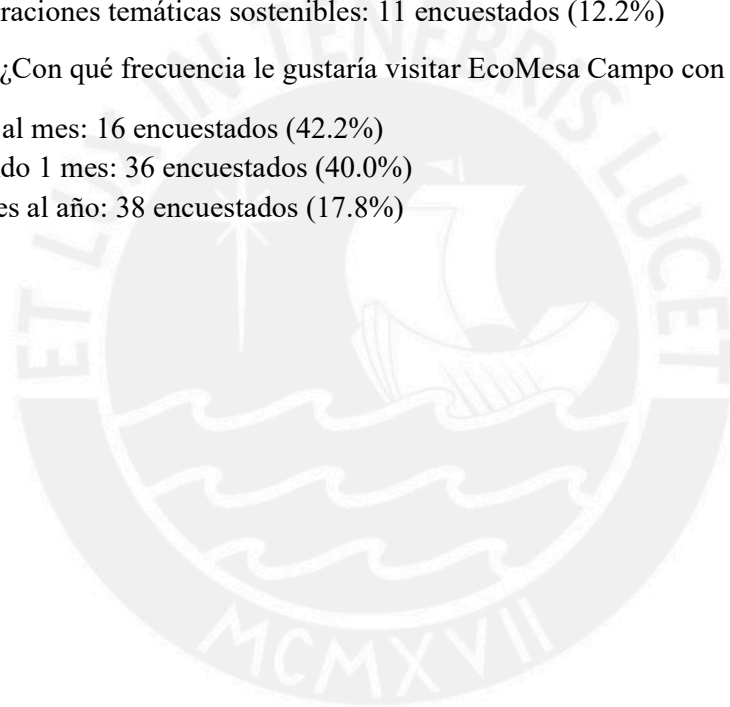 raciones temáticas sostenibles: 11 encuestados (12.2%)
¿Con qué frecuencia le gustaría visitar EcoMesa Campo con
al mes: 16 encuestados (42.2%)
do 1 mes: 36 encuestados (40.0%)
es al año: 38 encuestados (17.8%)
ET LUX IN TENEBRIS LUCET
MCMXVII